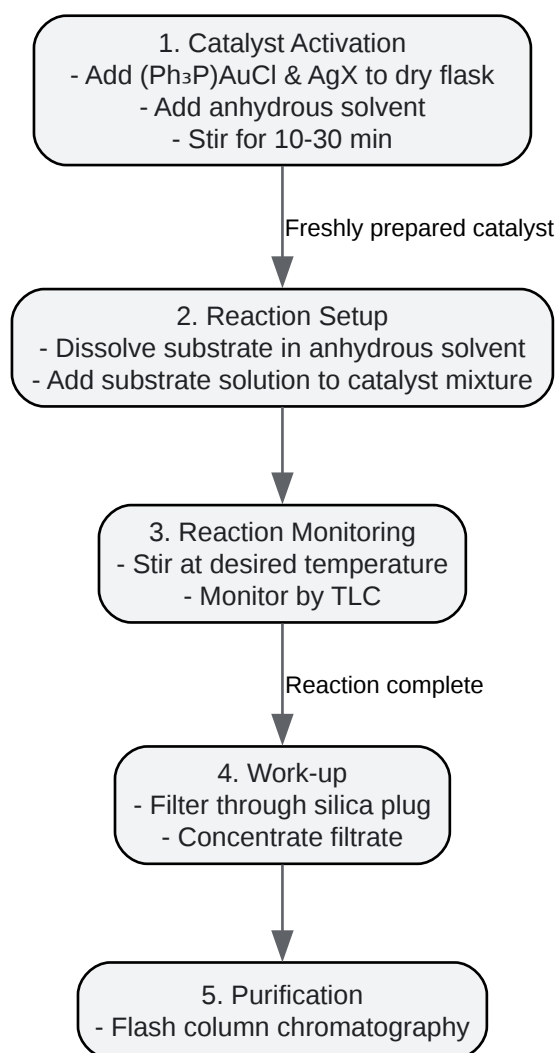 1. Catalyst Activation
- Add (Ph₃P)AuCl & AgX to dry flask
- Add anhydrous solvent
- Stir for 10-30 min
Freshly prepared catalyst
2. Reaction Setup
- Dissolve substrate in anhydrous solvent
- Add substrate solution to catalyst mixture
3. Reaction Monitoring
- Stir at desired temperature
- Monitor by TLC
Reaction complete
4. Work-up
- Filter through silica plug
- Concentrate filtrate
5. Purification
- Flash column chromatography